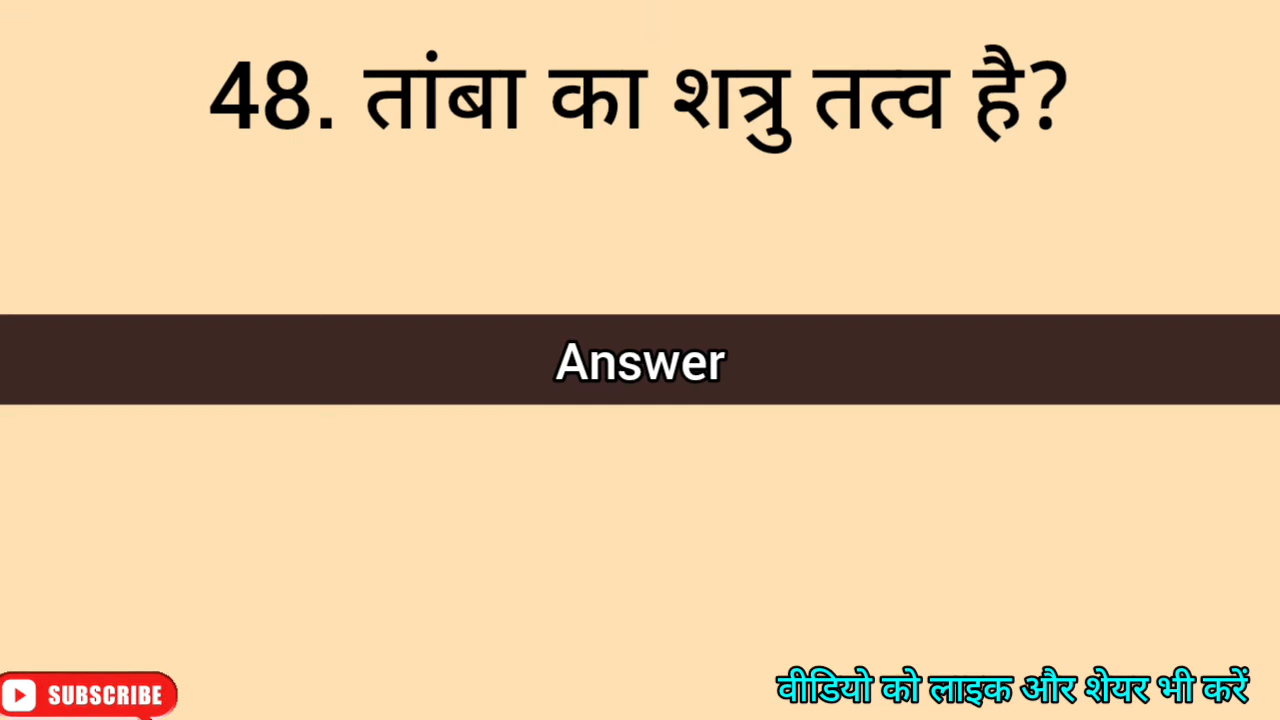 48. तांबा का शत्रु तत्व है?
Answer
SUBSCRIBE
वीडियो को लाइक और शेयर भी करें